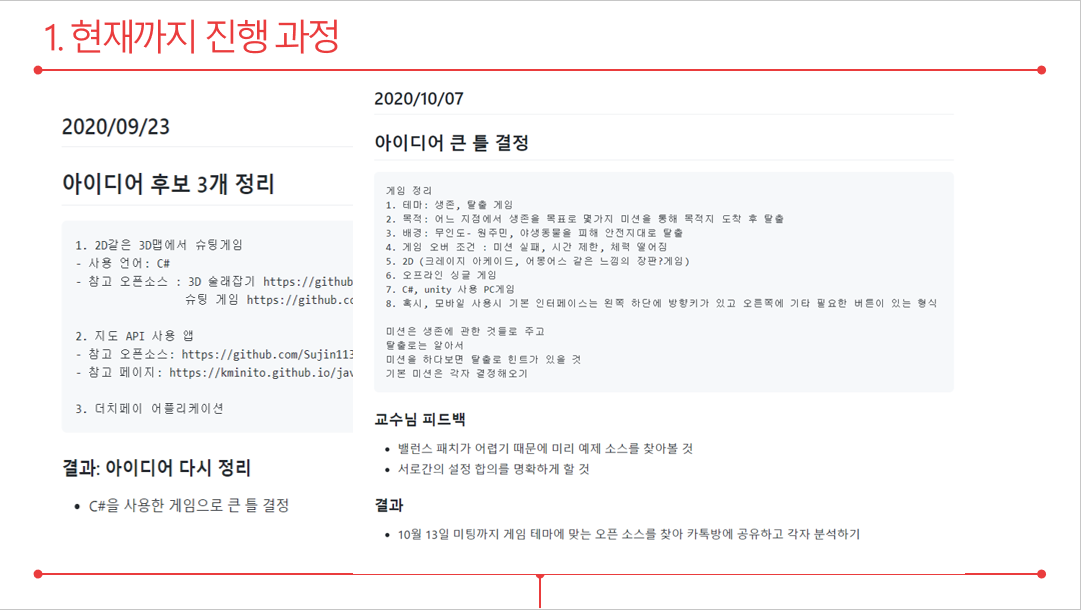 1. 현재까지 진행 과정
2020/09/23
아이디어 후보 3개 정리
1. 2D같은 3D맵에서 슈팅게임
- 사용 언어: C#
- 참고 오픈소스 : 3D 술래잡기 https://github
슈팅 게임 https://github.co
2. 지도 API 사용 앱
- 참고 오픈소스: https://github.com/Sujin113
- 참고 페이지: https://kminito.github.io/jav
3. 더치페이 어플리케이션
결과: 아이디어 다시 정리
• C#을 사용한 게임으로 큰 틀 결정
2020/10/07
아이디어 큰 틀 결정
게임 정리
1. 테마: 생존, 탈출 게임
2. 목적: 어느 지점에서 생존을 목표로 몇가지 미션을 통해 목적지 도착 후 탈출
3. 배경: 무인도- 원주민, 야생동물을 피해 안전지대로 탈출
4. 게임 오버 조건 : 미션 실패, 시간 제한, 체력 떨어짐
5. 2D (크레이지 아케이드, 어몽어스 같은 느낌의 장판?게임)
6. 오프라인 싱글 게임
7. C#, unity 사용 PC게임
8. 혹시, 모바일 사용시 기본 인터페이스는 왼쪽 하단에 방향키가 있고 오른쪽에 기타 필요한 버튼이 있는 형식
미션은 생존에 관한 것들로 주고
탈출로는 알아서
미션을 하다보면 탈출로 힌트가 있을 것
기본 미션은 각자 결정해오기
교수님 피드백
• 밸런스 패치가 어렵기 때문에 미리 예제 소스를 찾아볼 것
• 서로간의 설정 합의를 명확하게 할 것
결과
• 10월 13일 미팅까지 게임 테마에 맞는 오픈 소스를 찾아 카톡방에 공유하고 각자 분석하기